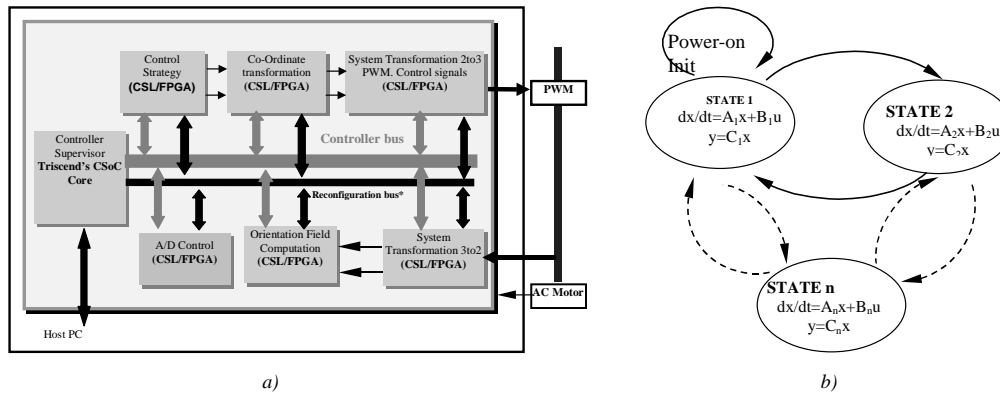 Control
Strategy
(CSL/FPGA)
Co-Ordinate
transformation
(CSL/FPGA)
System Transformation 2to3
PWM. Control signals
(CSL/FPGA)
PWM
Controller bus
Controller
Supervisor
Triscend's CSoC
Core
Reconfiguration bus*
A/D Control
(CSL/FPGA)
Orientation Field
Computation
(CSL/FPGA)
System
Transformation 3to2
(CSL/FPGA)
AC Motor
Host PC
a)
Power-on
Init
STATE 1
dx/dt=A1x+B1u
y=C1x
STATE 2
dx/dt=A2x+B2u
y=C2x
STATE n
dx/dt=Anx+Bnu
y=Cnx
b)